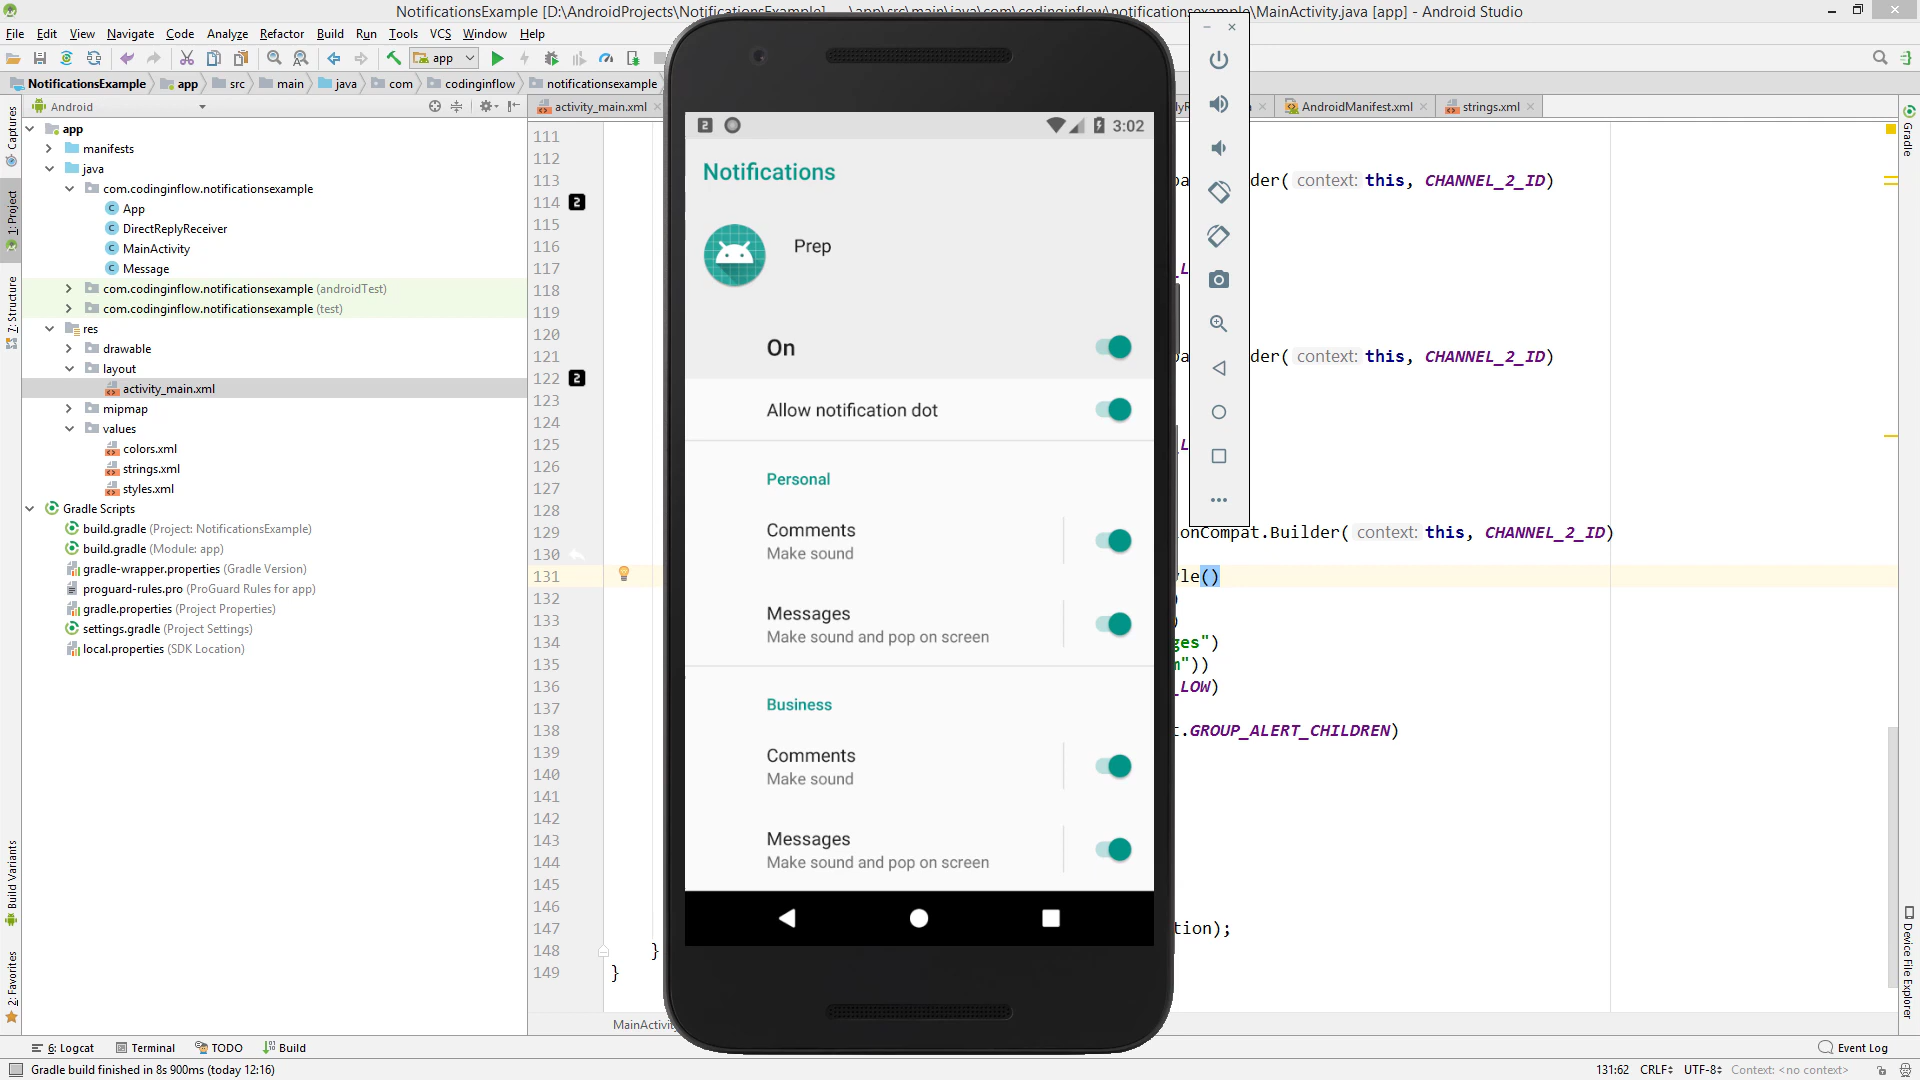 NotificationsExample [D:\AndroidProjects\NotificationsExample] - ...\app\src\main\java\com\codinginflow\notificationsexample\MainActivity.java [app] - Android Studio
File Edit View Navigate Code Analyze Refactor Build Run Tools VCS Window Help
app
NotificationsExample app src main java com codinginflow notificationsexample
Android
activity_main.xml
AndroidManifest.xml
strings.xml
Captures
1: Project
7: Structure
Build Variants
2: Favorites
Gradle
Device File Explorer
app
manifests
java
com.codinginflow.notificationsexample
App
DirectReplyReceiver
MainActivity
Message
com.codinginflow.notificationsexample (androidTest)
com.codinginflow.notificationsexample (test)
res
drawable
layout
activity_main.xml
mipmap
values
colors.xml
strings.xml
styles.xml
Gradle Scripts
build.gradle (Project: NotificationsExample)
build.gradle (Module: app)
gradle-wrapper.properties (Gradle Version)
proguard-rules.pro (ProGuard Rules for app)
gradle.properties (Project Properties)
settings.gradle (Project Settings)
local.properties (SDK Location)
111
112
113 der( context: this, CHANNEL_2_ID)
114 2
115
116
117
118
119
120
121 der( context: this, CHANNEL_2_ID)
122 2
123
124
125
126
127
128
129 onCompat.Builder( context: this, CHANNEL_2_ID)
130
131 yle()
132 )
133 )
134 ges")
135 m"))
136 _LOW)
137
138 t.GROUP_ALERT_CHILDREN)
139
140
141
142
143
144
145
146
147 tion);
148 }
149 }
MainActivity
2 3:02
Notifications
Prep
On
Allow notification dot
Personal
Comments
Make sound
Messages
Make sound and pop on screen
Business
Comments
Make sound
Messages
Make sound and pop on screen
6: Logcat Terminal TODO Build Event Log
Gradle build finished in 8s 900ms (today 12:16) 131:62 CRLF UTF-8 Context: <no context>